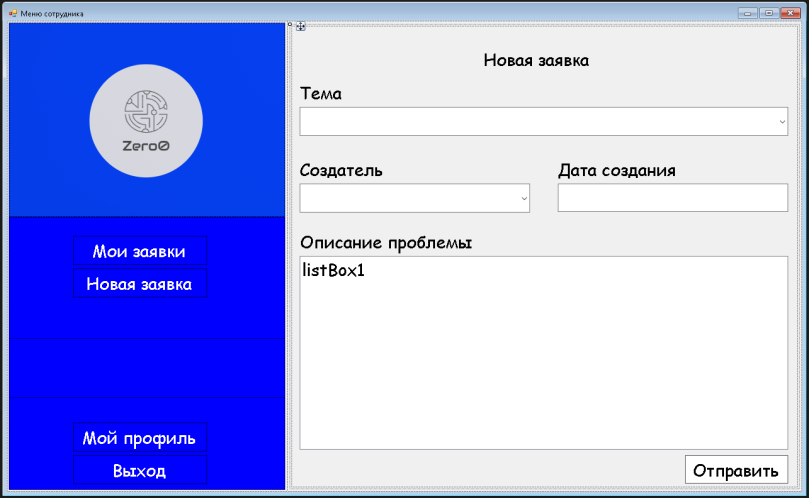 Меню сотрудника
Zero0
Мои заявки
Новая заявка
Мой профиль
Выход
Новая заявка
Тема
Создатель
Дата создания
Описание проблемы
listBox1
Отправить